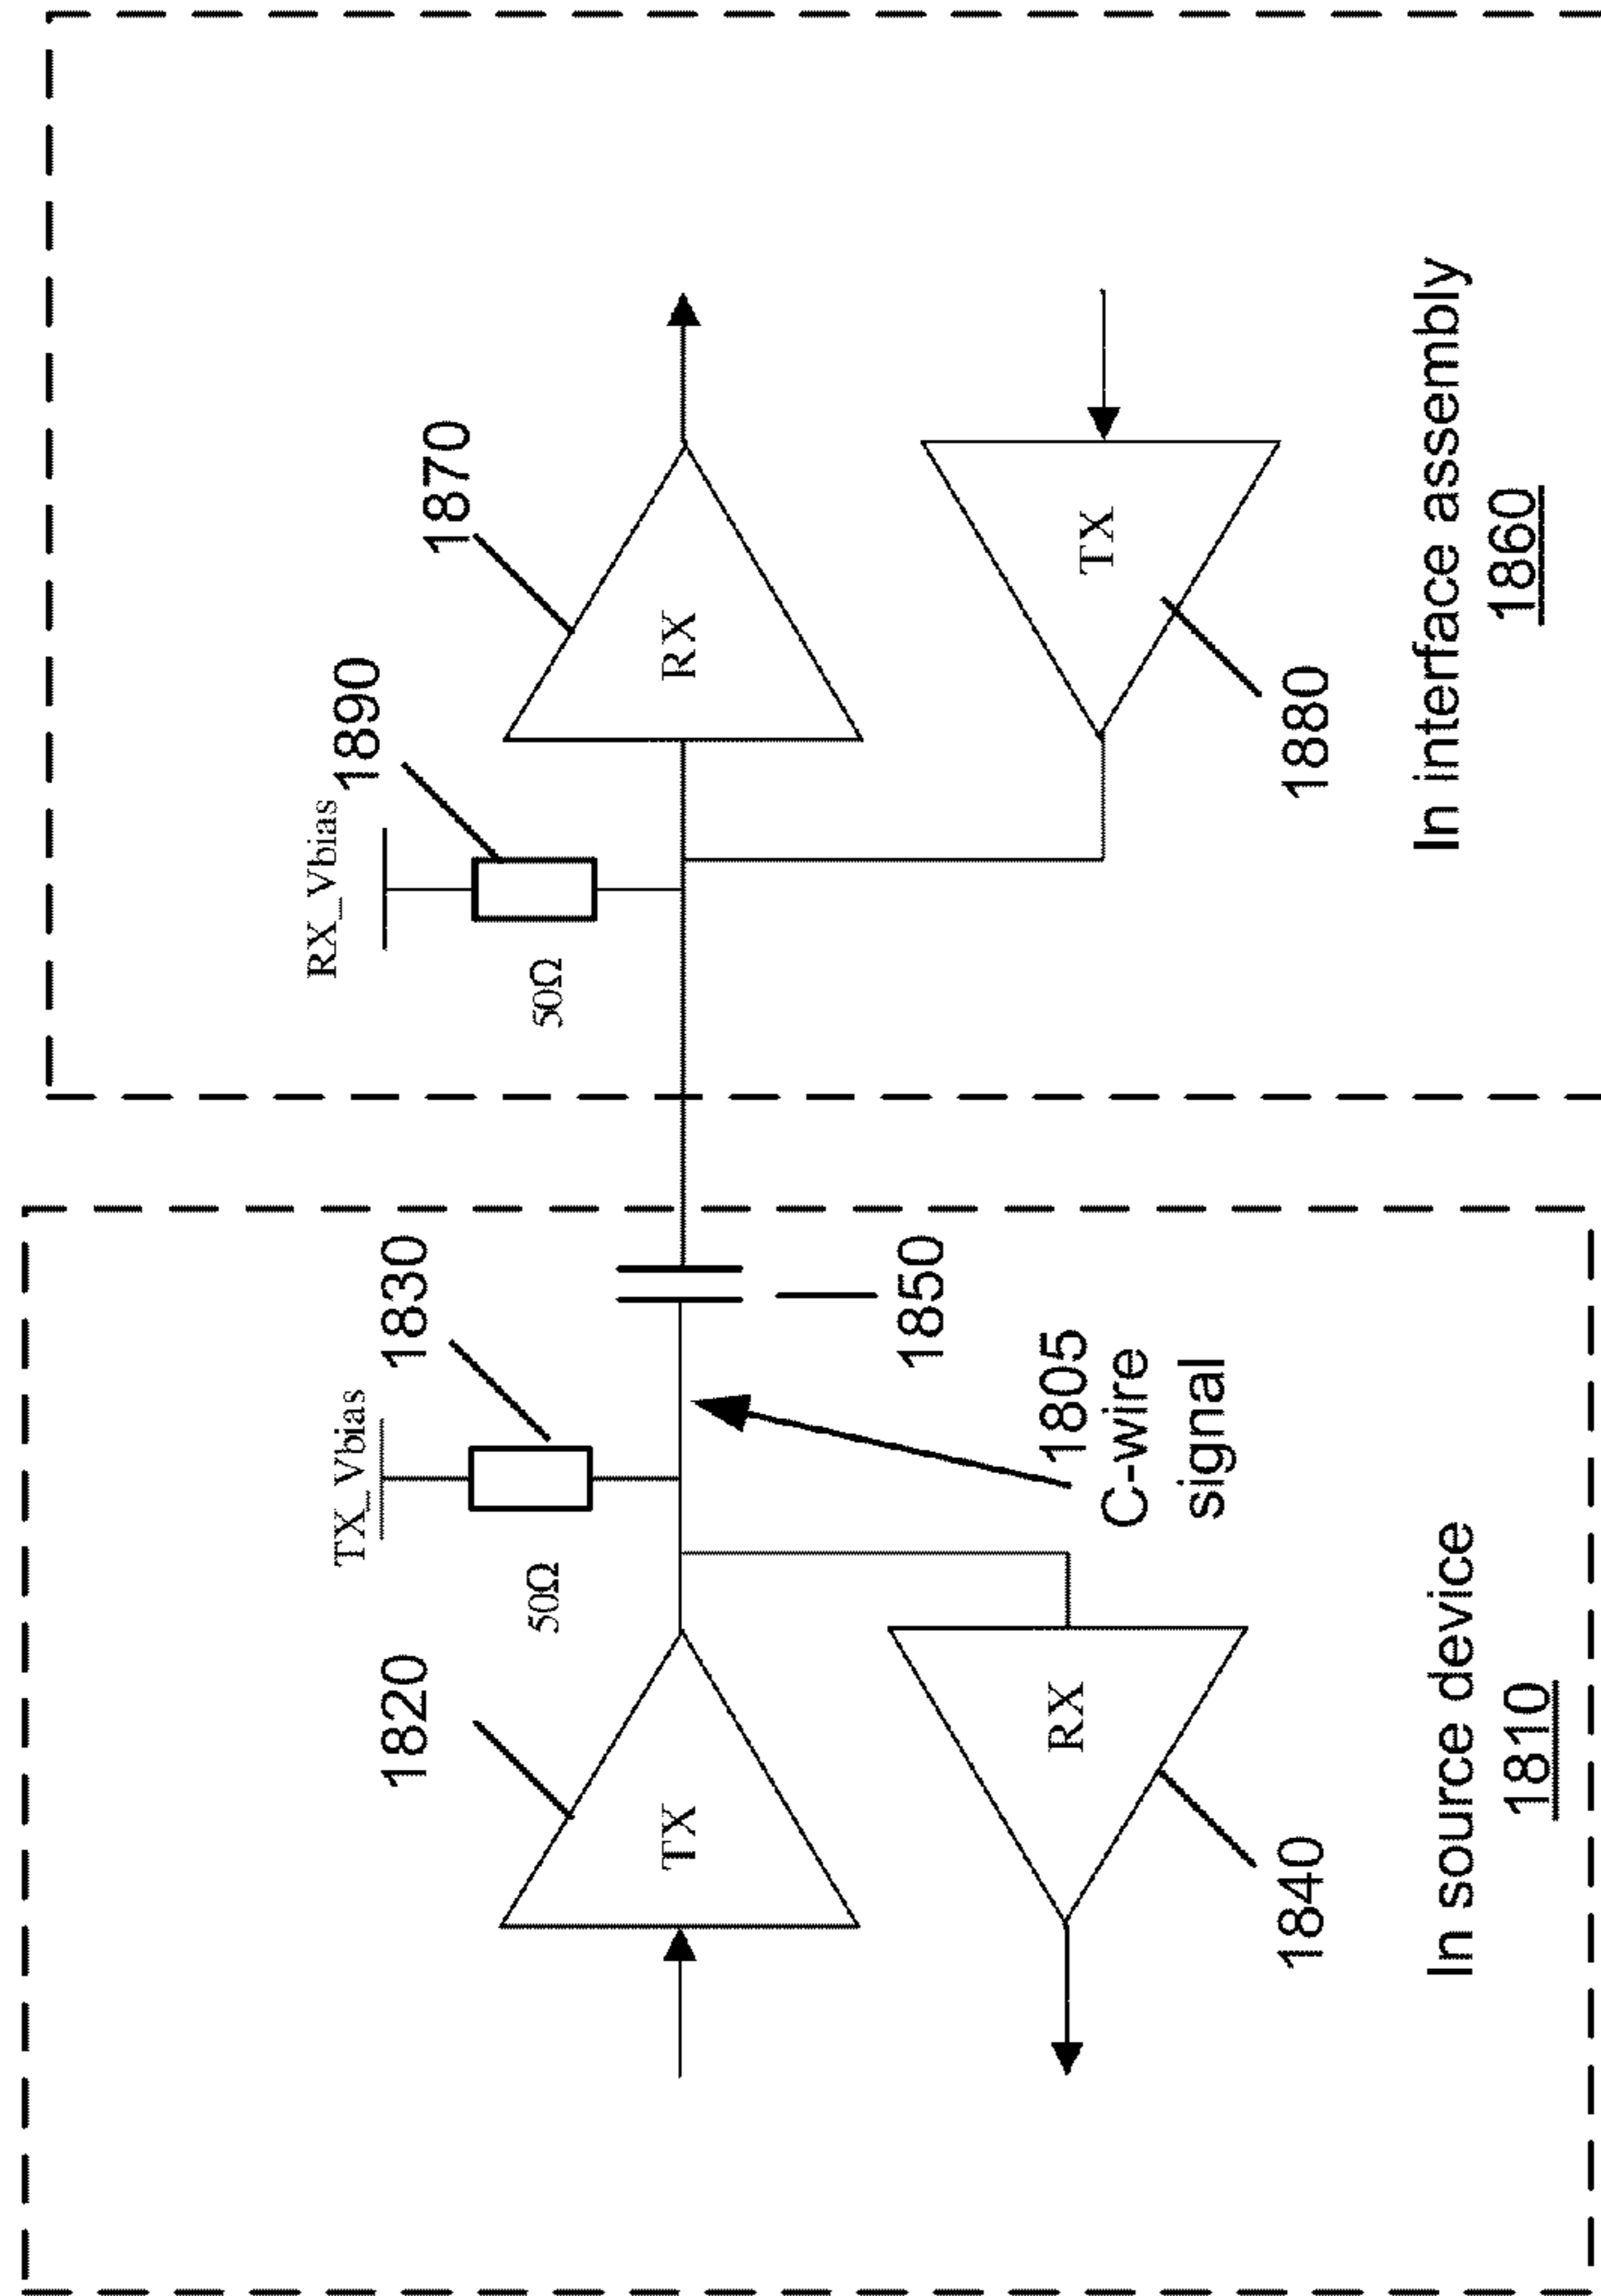 TX_Vbias
1830
50Ω
1820
TX
1850
1805
C-wire
signal
RX
1840
In source device
1810
RX_Vbias
1890
50Ω
1870
RX
TX
1880
In interface assembly
1860